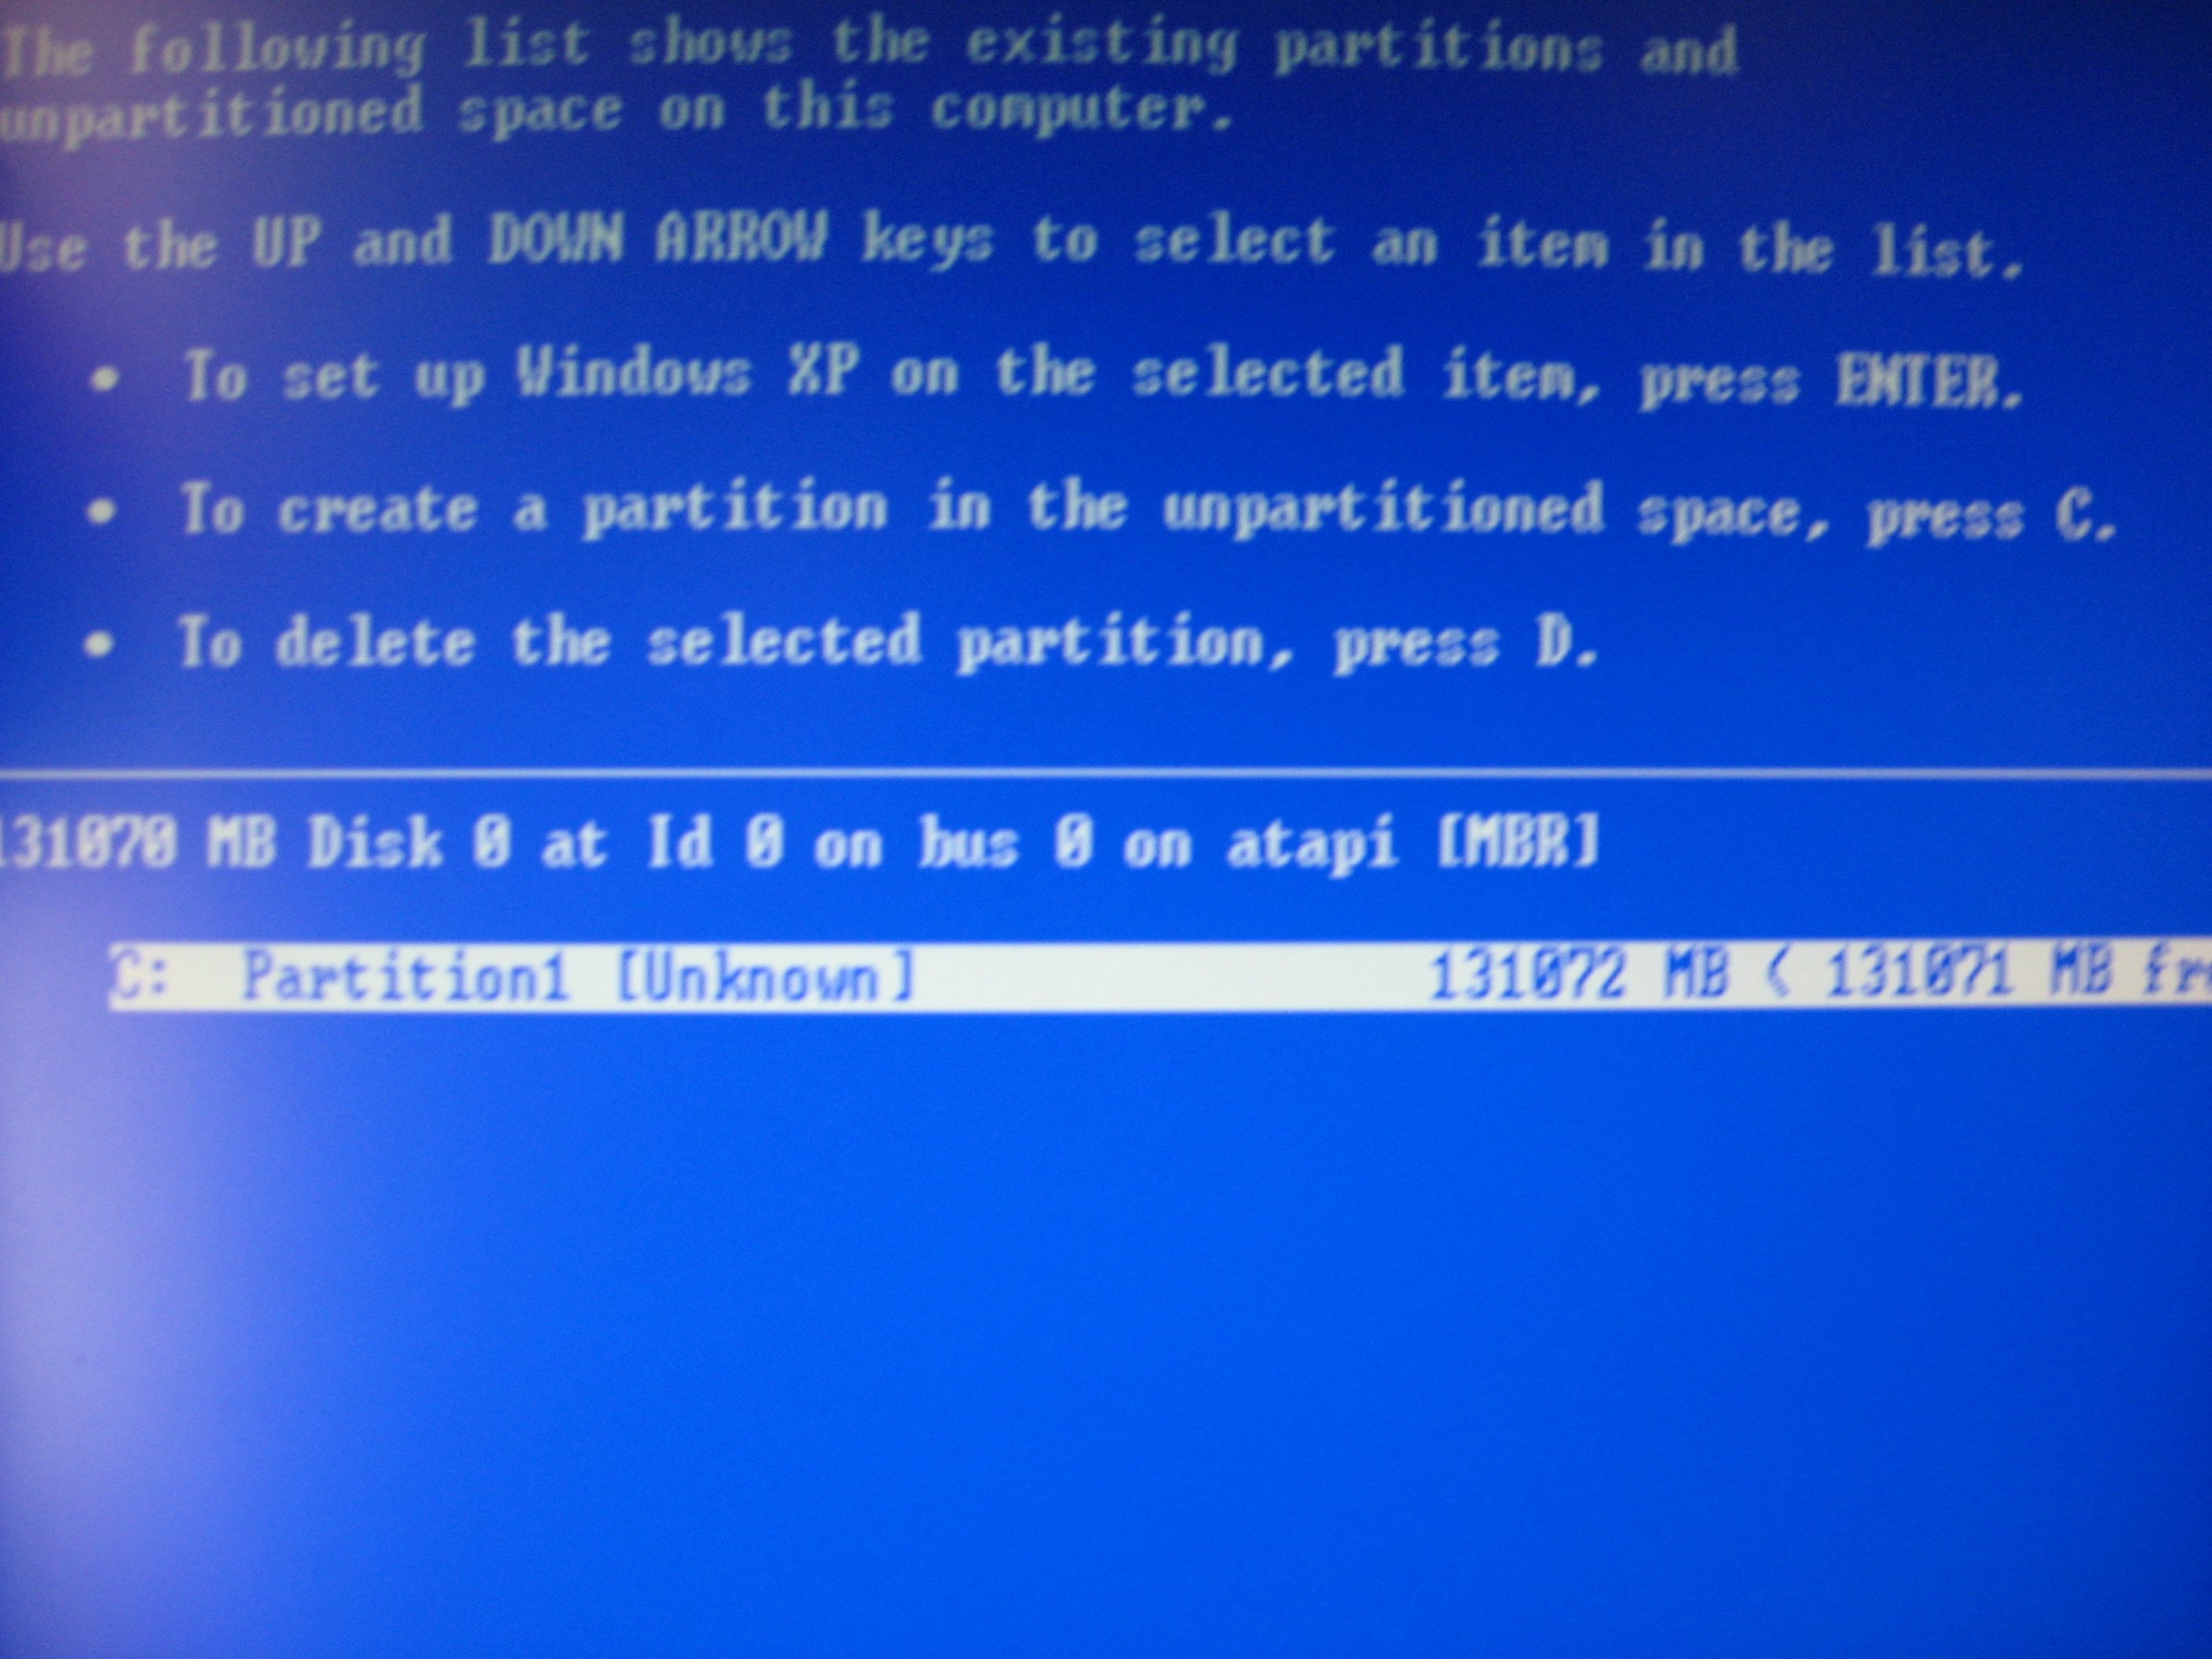 The following list shows the existing partitions and
unpartitioned space on this computer.
Use the UP and DOWN ARROW keys to select an item in the list.
• To set up Windows XP on the selected item, press ENTER.
• To create a partition in the unpartitioned space, press C.
• To delete the selected partition, press D.
131070 MB Disk 0 at Id 0 on bus 0 on atapi [MBR]
C: Partition1 [Unknown] 131072 MB ( 131071 MB